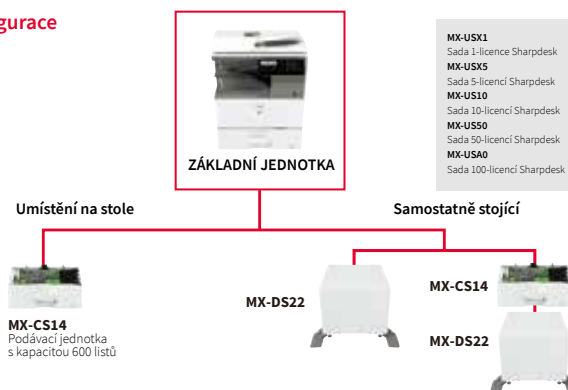 gurace
MX-USX1
Sada 1-licence Sharpdesk
MX-USX5
Sada 5-licencí Sharpdesk
MX-US10
Sada 10-licencí Sharpdesk
MX-US50
Sada 50-licencí Sharpdesk
MX-USA0
Sada 100-licencí Sharpdesk
ZÁKLADNÍ JEDNOTKA
Umístění na stole
Samostatně stojící
MX-CS14
Podávací jednotka
s kapacitou 600 listů
MX-DS22
MX-CS14
MX-DS22